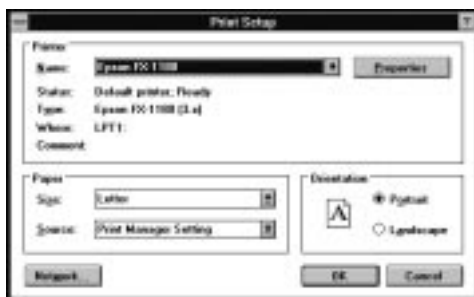 Print Setup
Printer
Name: Epson FX-1180 Properties
Status: Default printer; Ready
Type: Epson FX-1180 (3.x)
Where: LPT1:
Comment:
Paper
Size: Letter
Source: Print Manager Setting
Orientation
A
Portrait
Landscape
Network... OK Cancel